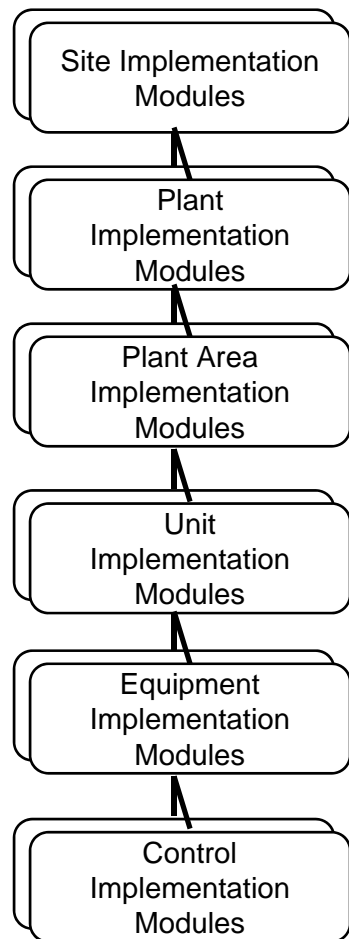 Site Implementation
Modules
Plant
Implementation
Modules
Plant Area
Implementation
Modules
Unit
Implementation
Modules
Equipment
Implementation
Modules
Control
Implementation
Modules